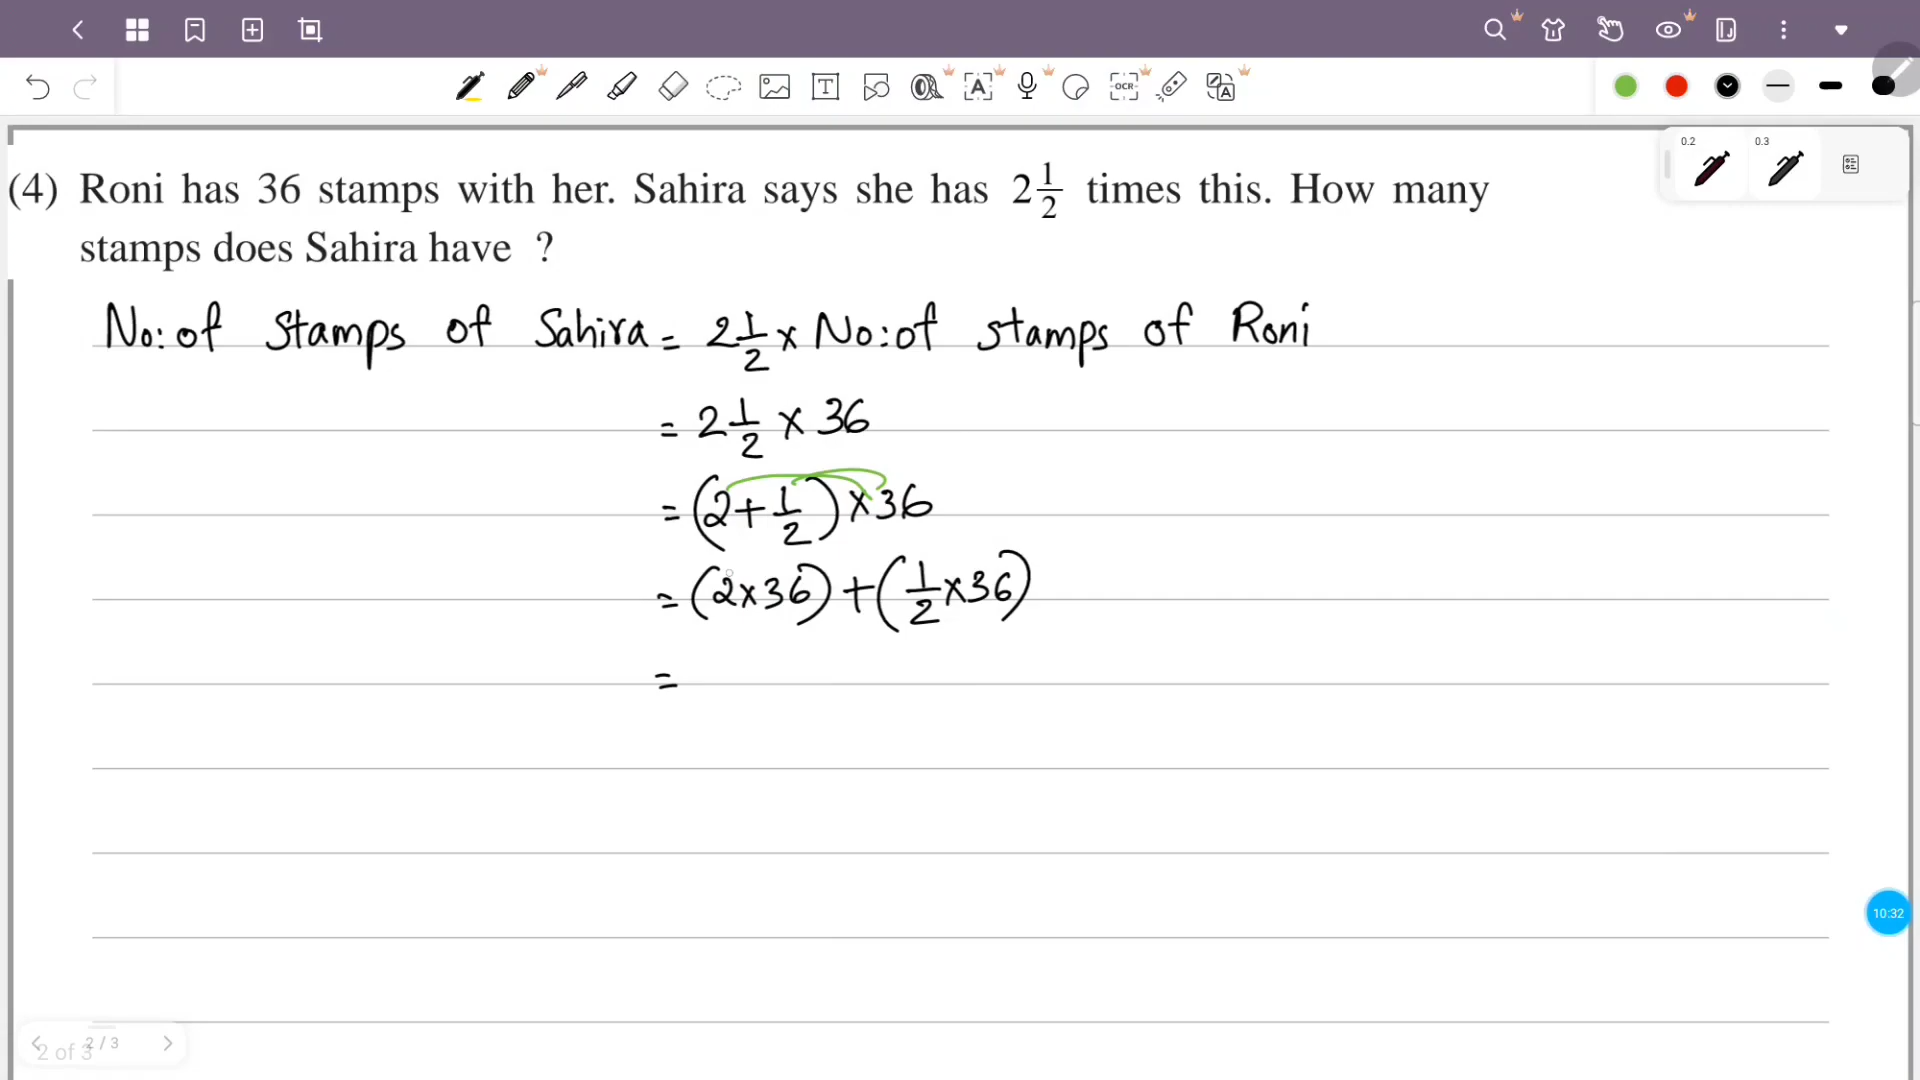 0.2 0.3
(4) Roni has 36 stamps with her. Sahira says she has 2 1/2 times this. How many
stamps does Sahira have ?
No: of Stamps of Sahira = 2 1/2 x No: of stamps of Roni
= 2 1/2 x 36
= (2 + 1/2) x 36
= (2 x 36) + (1/2 x 36)
=
10:32
2 / 3
2 of 3